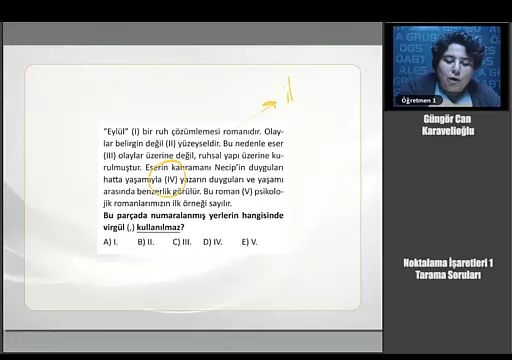 "Eylül" (I) bir ruh çözümlemesi romanıdır. Olay-
lar belirgin değil (II) yüzeyseldir. Bu nedenle eser
(III) olaylar üzerine değil, ruhsal yapı üzerine ku-
rulmuştur. Eserin kahramanı Necip'in duyguları
hatta yaşamıyla (IV) yazarın duyguları ve yaşamı
arasında benzerlik görülür. Bu roman (V) psikolo-
jik romanlarımızın ilk örneği sayılır.
Bu parçada numaralanmış yerlerin hangisinde
virgül (,) kullanılmaz?
A) I. B) II. C) III. D) IV. E) V.
Öğretmen 1
Güngör Can
Karavelioğlu
Noktalama İşaretleri 1
Tarama Soruları